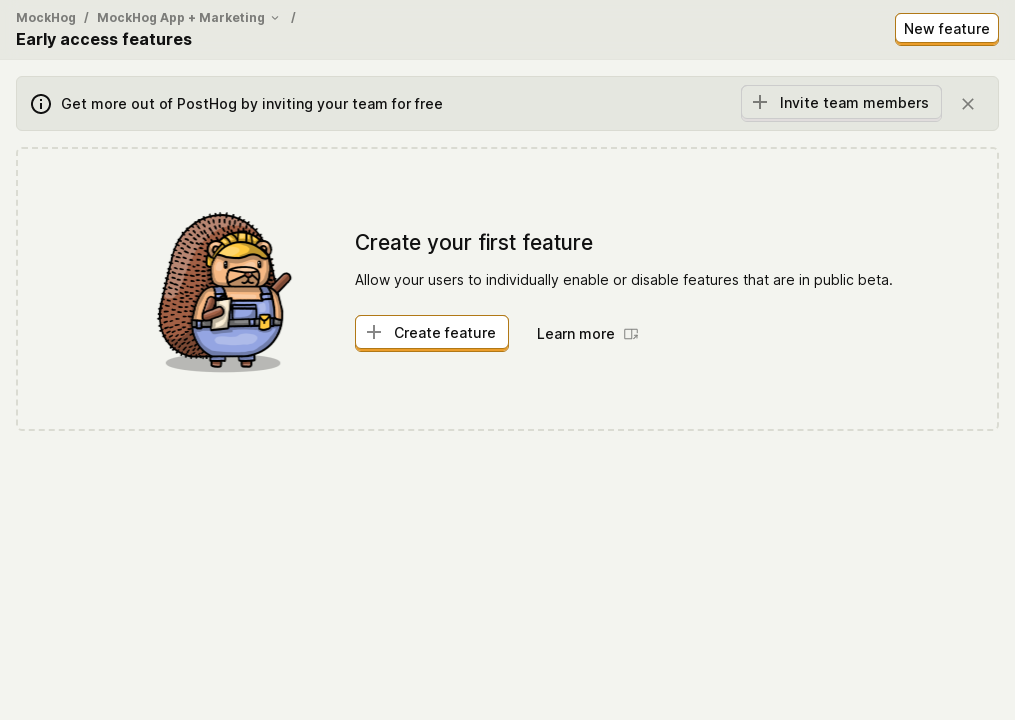 MockHog / MockHog App + Marketing /
Early access features
New feature
Get more out of PostHog by inviting your team for free
Invite team members
Create your first feature
Allow your users to individually enable or disable features that are in public beta.
Create feature
Learn more